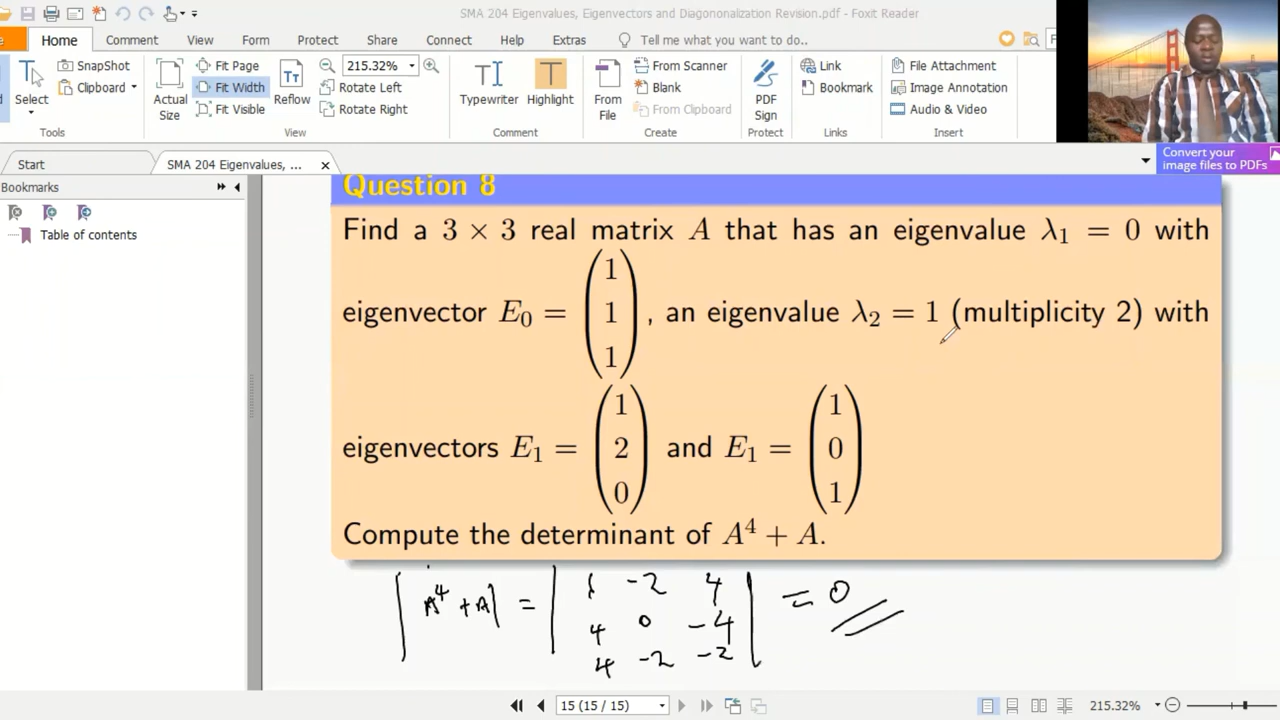 SMA 204 Eigenvalues, Eigenvectors and Diagononalization Revision.pdf - Foxit Reader
Home Comment View Form Protect Share Connect Help Extras Tell me what you want to do..
SnapShot Fit Page 215.32% From Scanner Link File Attachment
Select Clipboard Actual Size Fit Width Reflow Rotate Left Typewriter Highlight From File Blank PDF Sign Bookmark Image Annotation
Fit Visible Rotate Right From Clipboard Audio & Video
Tools View Comment Create Protect Links Insert
Start SMA 204 Eigenvalues, ... Convert your image files to PDFs
Bookmarks
Table of contents
Question 8
Find a 3 × 3 real matrix A that has an eigenvalue λ₁ = 0 with
eigenvector E₀ = (1 1 1), an eigenvalue λ₂ = 1 (multiplicity 2) with
eigenvectors E₁ = (1 2 0) and E₁ = (1 0 1)
Compute the determinant of A⁴ + A.
|A⁴ + A| = | 1 -2 4 | = 0
4 0 -4
4 -2 -2
15 (15 / 15) 215.32%